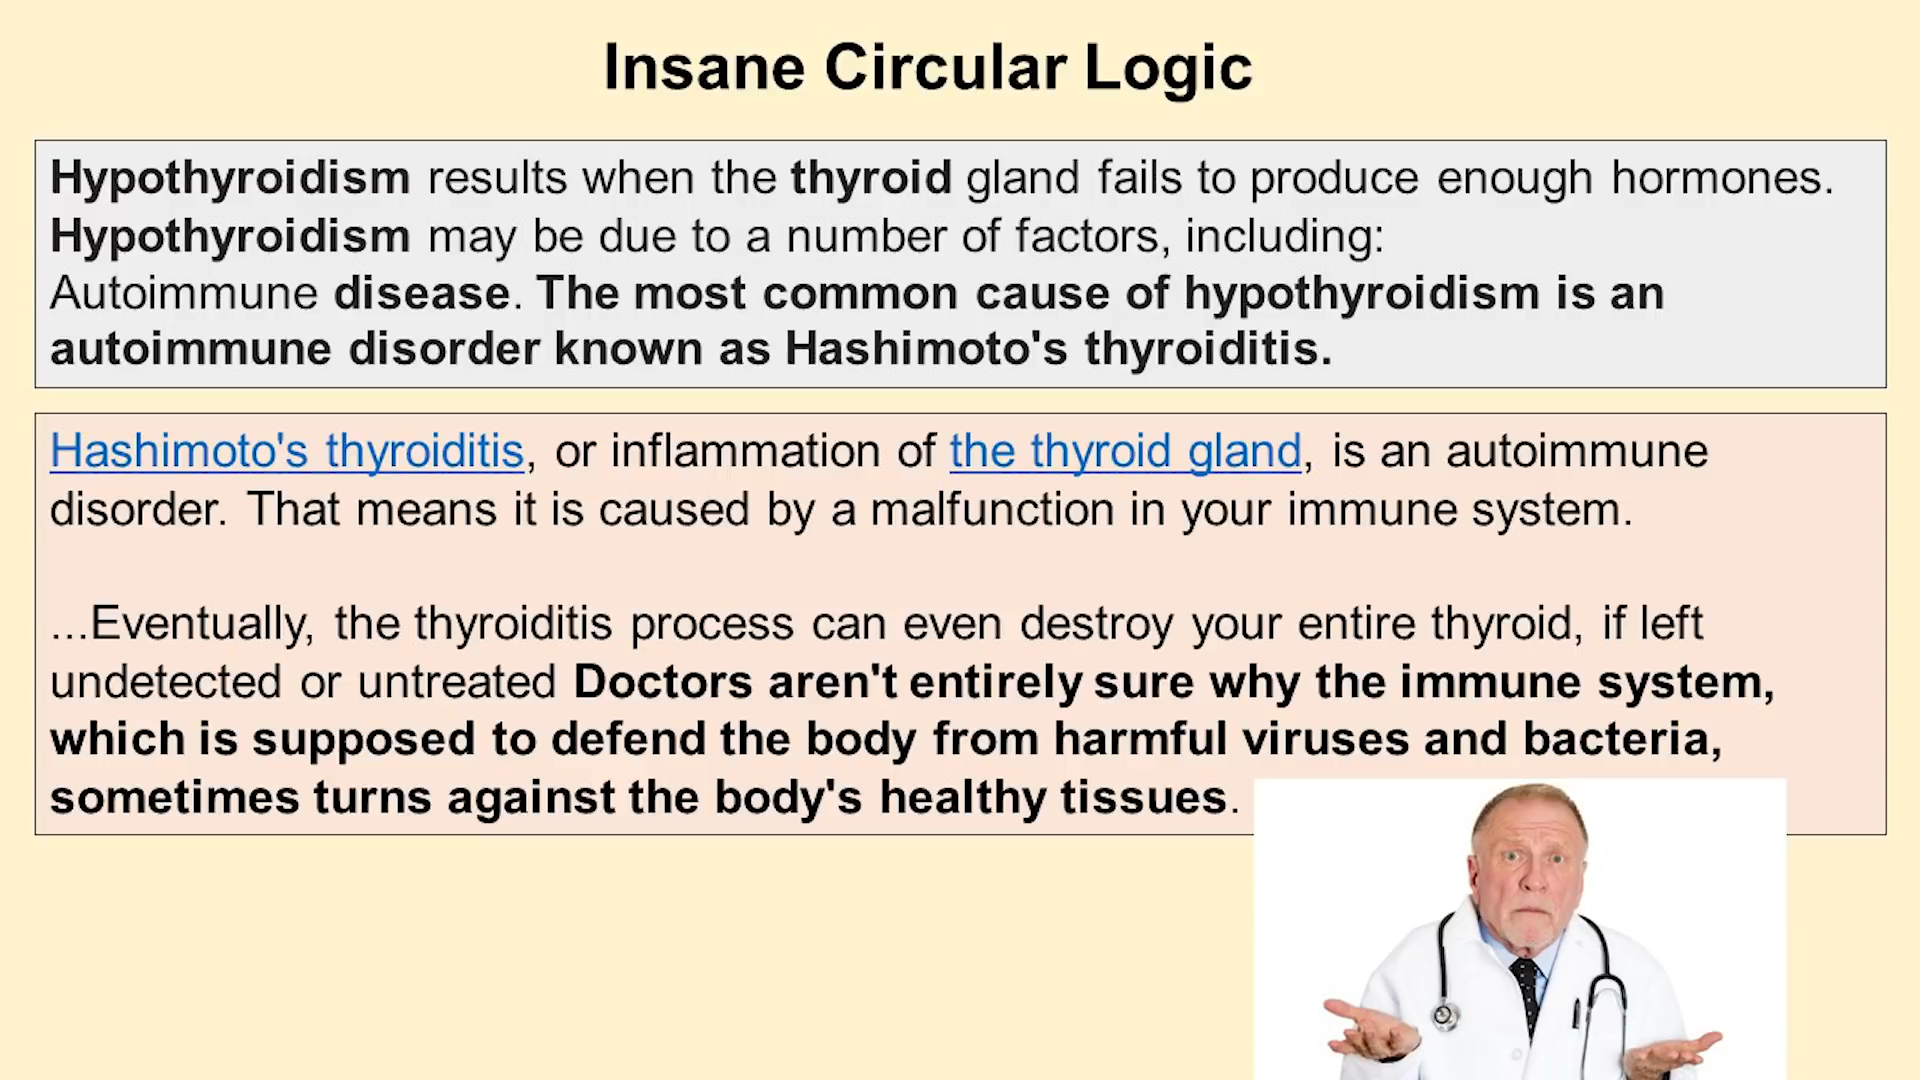 Insane Circular Logic
Hypothyroidism results when the thyroid gland fails to produce enough hormones.
Hypothyroidism may be due to a number of factors, including:
Autoimmune disease. The most common cause of hypothyroidism is an
autoimmune disorder known as Hashimoto's thyroiditis.
Hashimoto's thyroiditis, or inflammation of the thyroid gland, is an autoimmune
disorder. That means it is caused by a malfunction in your immune system.
...Eventually, the thyroiditis process can even destroy your entire thyroid, if left
undetected or untreated Doctors aren't entirely sure why the immune system,
which is supposed to defend the body from harmful viruses and bacteria,
sometimes turns against the body's healthy tissues.